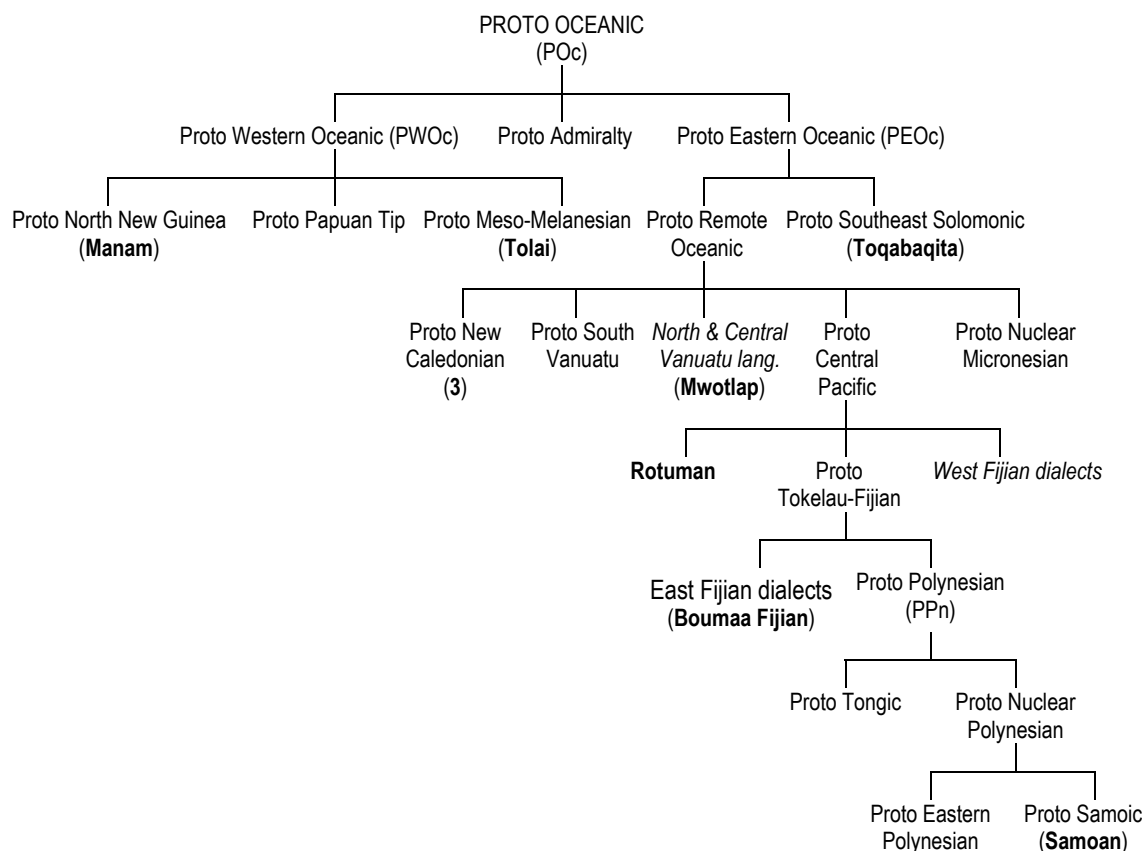 PROTO OCEANIC
(POc)
Proto Western Oceanic (PWOc)
Proto Admiralty
Proto Eastern Oceanic (PEOc)
Proto North New Guinea
(Manam)
Proto Papuan Tip
Proto Meso-Melanesian
(Tolai)
Proto Remote
Oceanic
Proto Southeast Solomonic
(Toqabaqita)
Proto New
Caledonian
(3)
Proto South
Vanuatu
North & Central
Vanuatu lang.
(Mwotlap)
Proto
Central
Pacific
Proto Nuclear
Micronesian
Rotuman
Proto
Tokelau-Fijian
West Fijian dialects
East Fijian dialects
(Boumaa Fijian)
Proto Polynesian
(PPn)
Proto Tongic
Proto Nuclear
Polynesian
Proto Eastern
Polynesian
Proto Samoic
(Samoan)